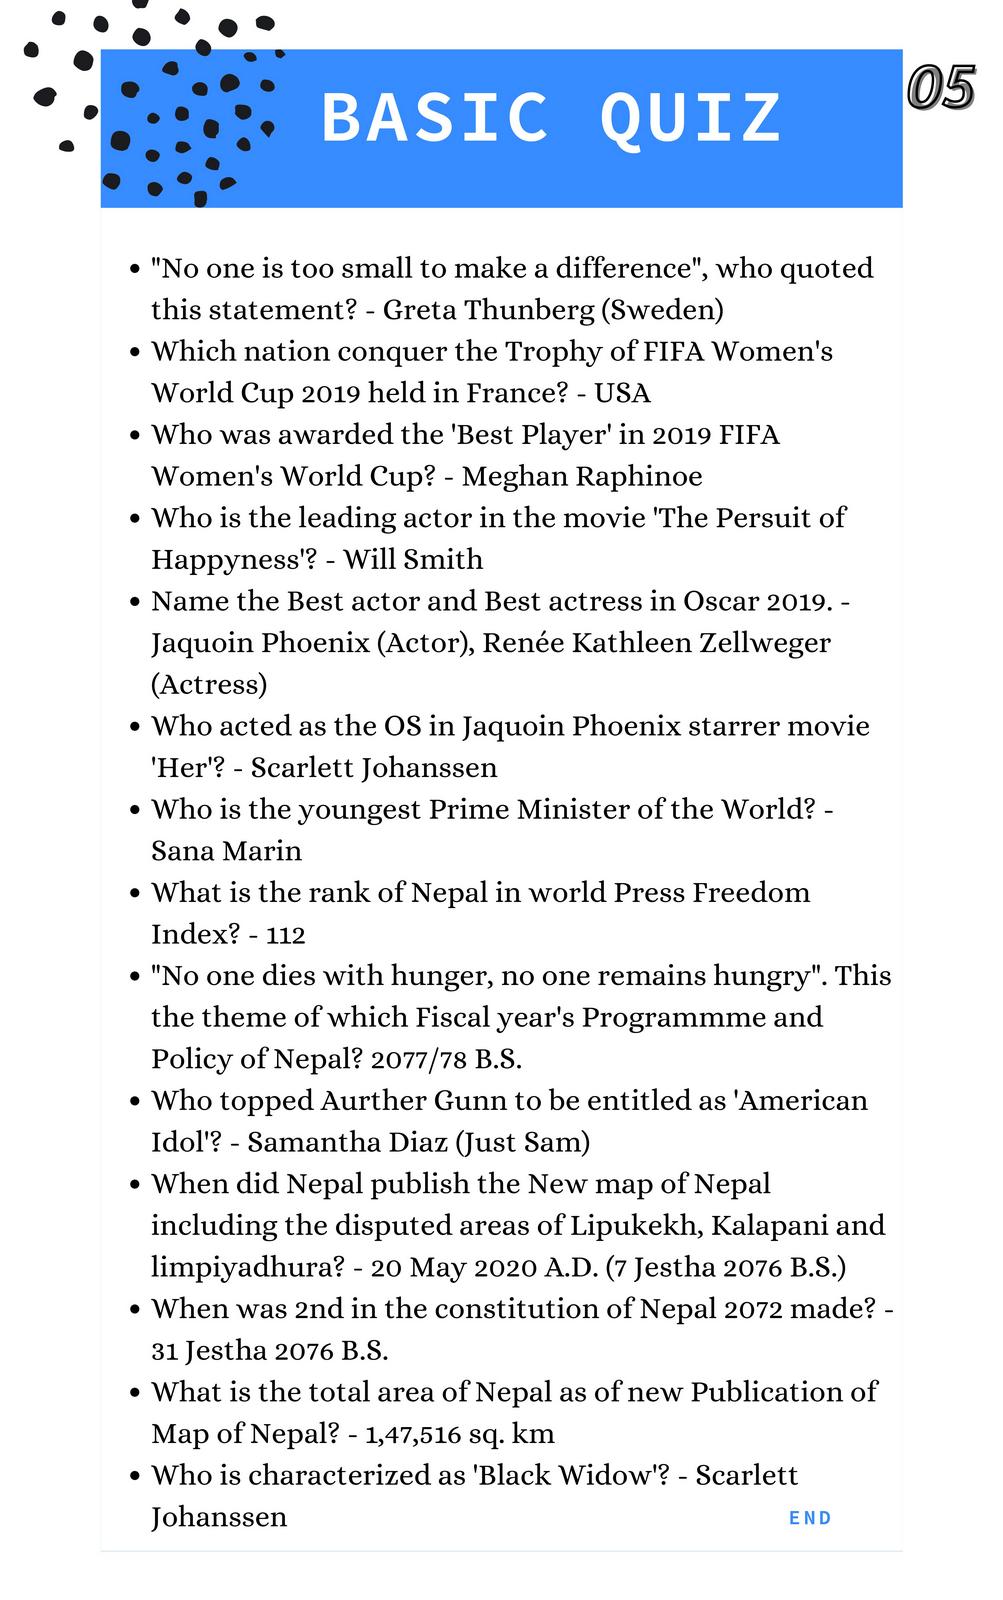 05
BASIC QUIZ
• "No one is too small to make a difference", who quoted
this statement? - Greta Thunberg (Sweden)
• Which nation conquer the Trophy of FIFA Women's
World Cup 2019 held in France? - USA
• Who was awarded the 'Best Player' in 2019 FIFA
Women's World Cup? - Meghan Raphinoe
• Who is the leading actor in the movie 'The Persuit of
Happyness'? - Will Smith
• Name the Best actor and Best actress in Oscar 2019. -
Jaquoin Phoenix (Actor), Renée Kathleen Zellweger
(Actress)
• Who acted as the OS in Jaquoin Phoenix starrer movie
'Her'? - Scarlett Johanssen
• Who is the youngest Prime Minister of the World? -
Sana Marin
• What is the rank of Nepal in world Press Freedom
Index? - 112
• "No one dies with hunger, no one remains hungry". This
the theme of which Fiscal year's Programmme and
Policy of Nepal? 2077/78 B.S.
• Who topped Aurther Gunn to be entitled as 'American
Idol'? - Samantha Diaz (Just Sam)
• When did Nepal publish the New map of Nepal
including the disputed areas of Lipukekh, Kalapani and
limpiyadhura? - 20 May 2020 A.D. (7 Jestha 2076 B.S.)
• When was 2nd in the constitution of Nepal 2072 made? -
31 Jestha 2076 B.S.
• What is the total area of Nepal as of new Publication of
Map of Nepal? - 1,47,516 sq. km
• Who is characterized as 'Black Widow'? - Scarlett
Johanssen
END